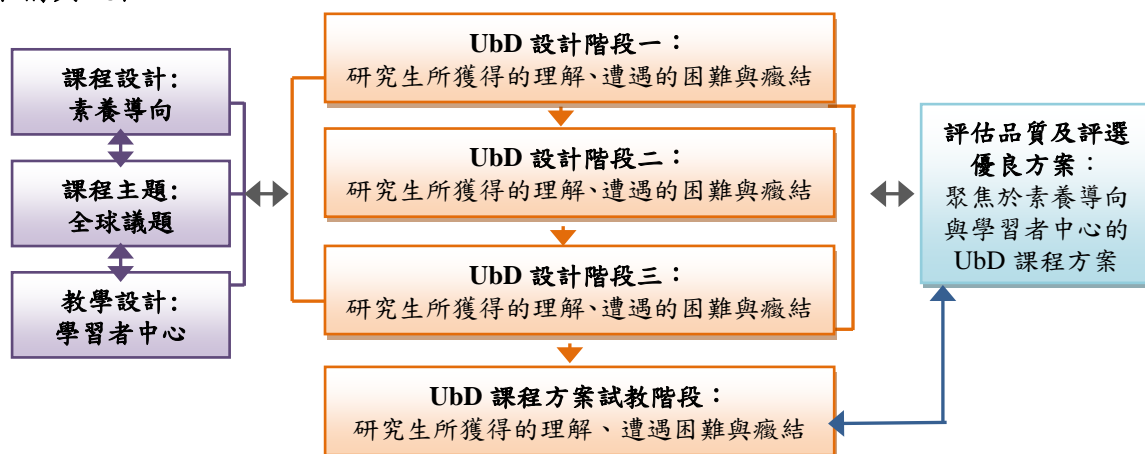 課程設計:
素養導向
課程主題:
全球議題
教學設計:
學習者中心
UbD 設計階段一：
研究生所獲得的理解、遭遇的困難與癥結
UbD 設計階段二：
研究生所獲得的理解、遭遇的困難與癥結
UbD 設計階段三：
研究生所獲得的理解、遭遇的困難與癥結
UbD 課程方案試教階段：
研究生所獲得的理解、遭遇困難與癥結
評估品質及評選
優良方案：
聚焦於素養導向
與學習者中心的
UbD 課程方案